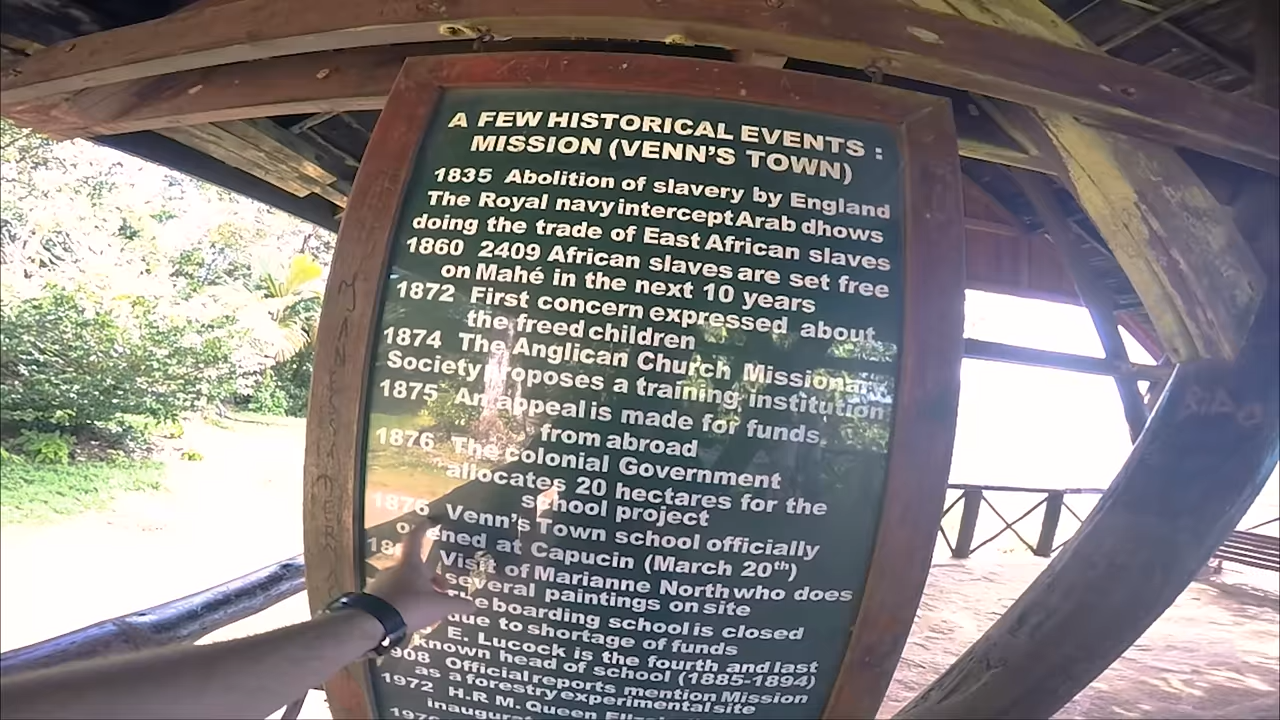 A FEW HISTORICAL EVENTS :
MISSION (VENN'S TOWN)
1835 Abolition of slavery by England
The Royal navy intercept Arab dhows
doing the trade of East African slaves
1860 2409 African slaves are set free
on Mahé in the next 10 years
1872 First concern expressed about
the freed children
1874 The Anglican Church Missionary
Society proposes a training institution
1875 An appeal is made for funds,
from abroad
1876 The colonial Government
allocates 20 hectares for the
school project
1876 Venn's Town school officially
opened at Capucin (March 20th)
Visit of Marianne North who does
several paintings on site
boarding school is closed
due to shortage of funds
E. Lucock is the fourth and last
known head of school (1885-1894)
1908 Official reports mention Mission
as a forestry experimental site
1972 H.R M. Queen